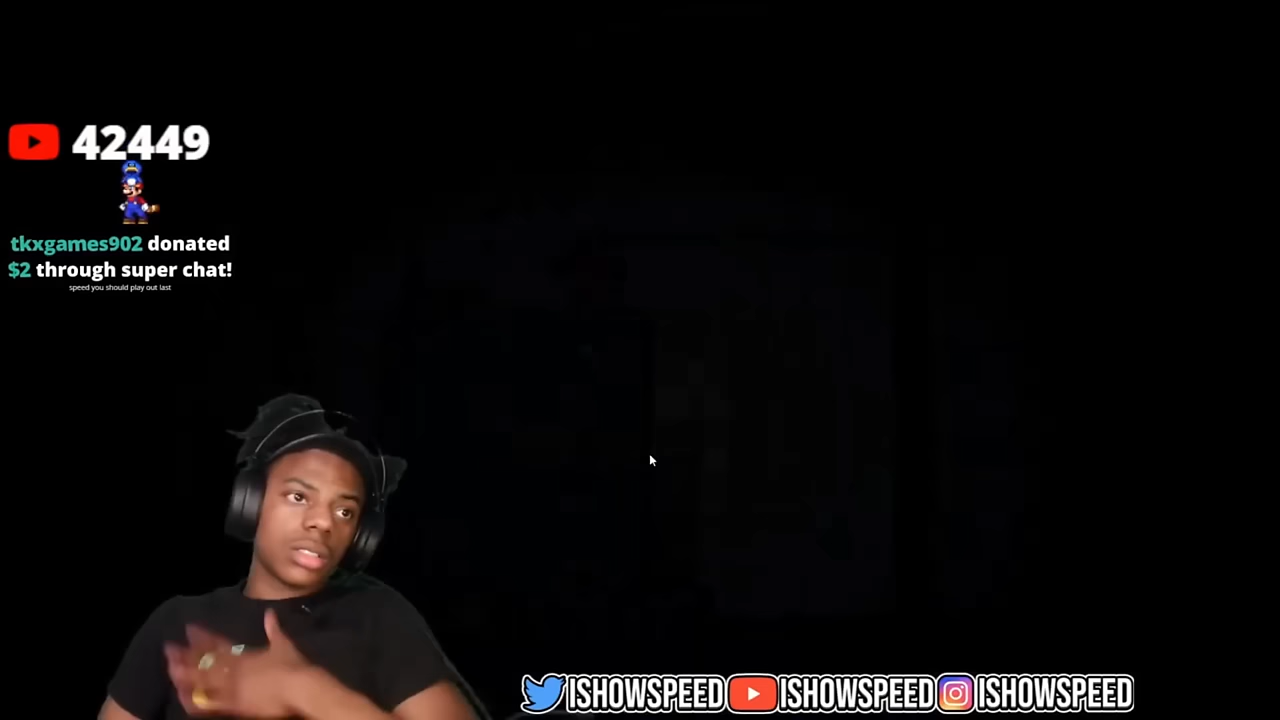 42449
tkxgames902 donated
$2 through super chat!
speed you should play out last
ISHOWSPEED ISHOWSPEED ISHOWSPEED